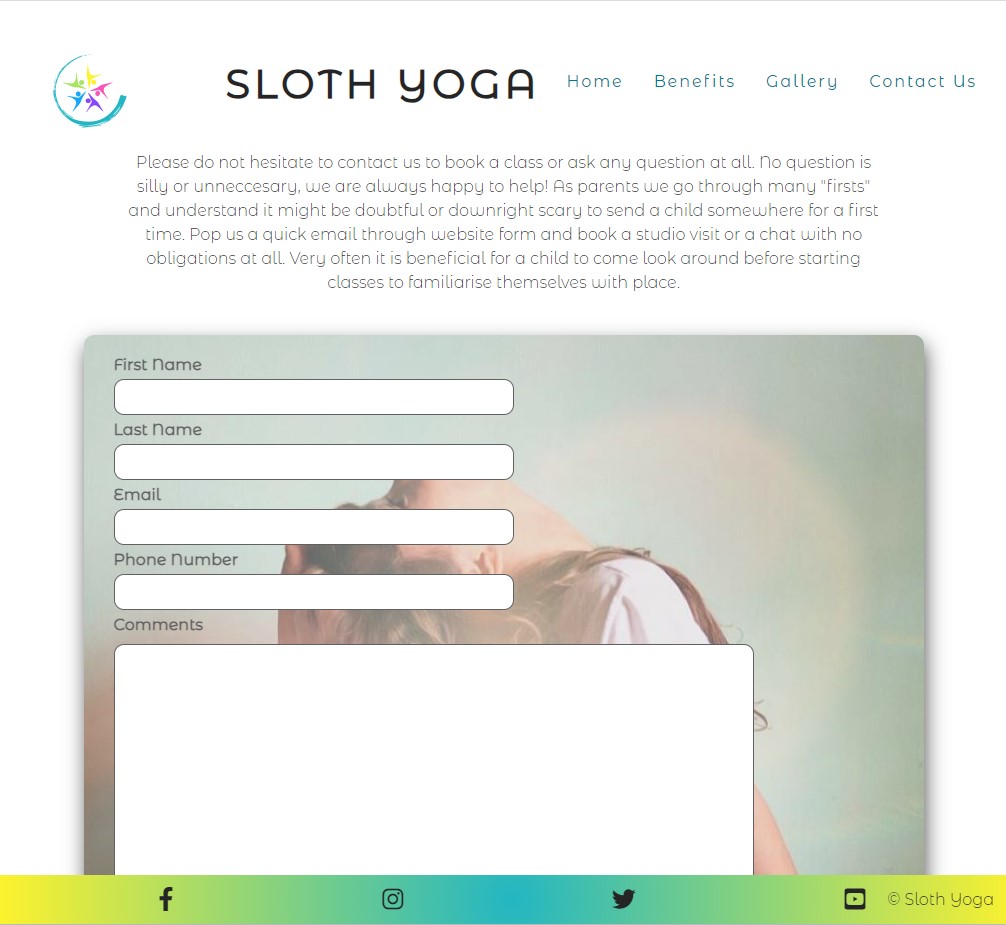 SLOTH YOGA
Home Benefits Gallery Contact Us
Please do not hesitate to contact us to book a class or ask any question at all. No question is
silly or unneccesary, we are always happy to help! As parents we go through many "firsts"
and understand it might be doubtful or downright scary to send a child somewhere for a first
time. Pop us a quick email through website form and book a studio visit or a chat with no
obligations at all. Very often it is beneficial for a child to come look around before starting
classes to familiarise themselves with place.
First Name
Last Name
Email
Phone Number
Comments
© Sloth Yoga